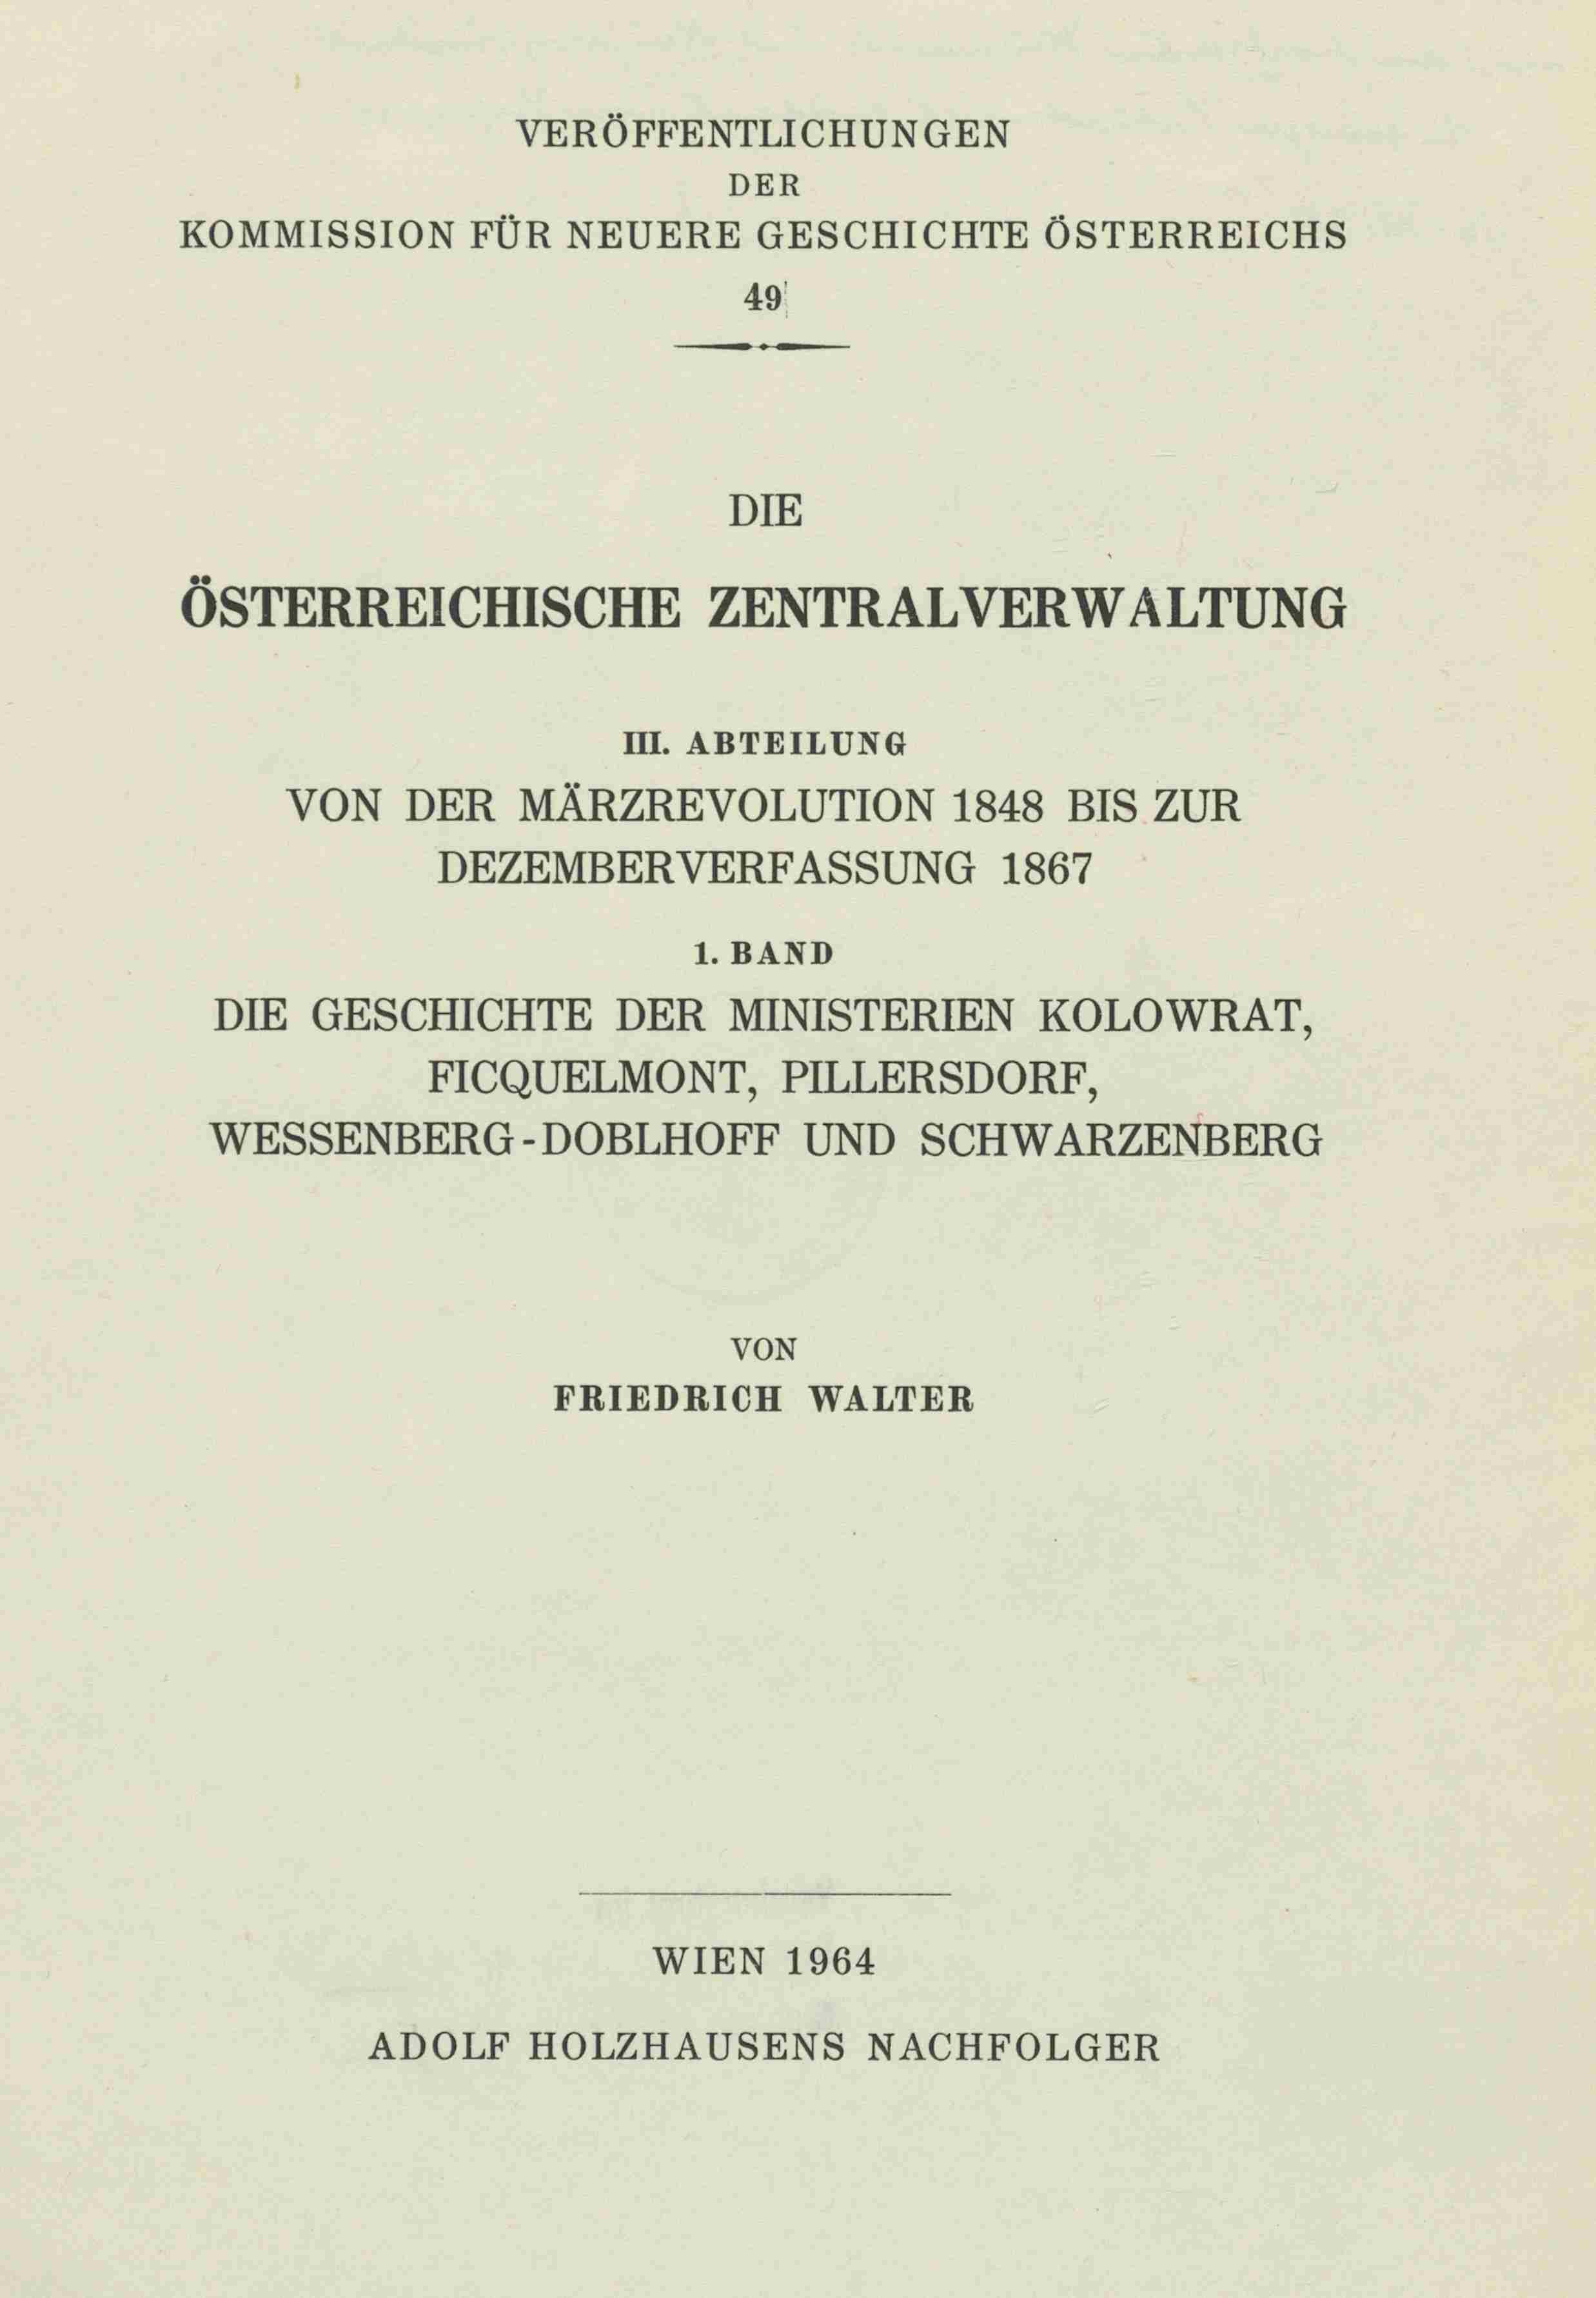 VERÖFFENTLICHUNGEN
DER
KOMMISSION FÜR NEUERE GESCHICHTE ÖSTERREICHS
49
DIE
ÖSTERREICHISCHE ZENTRALVERWALTUNG
III. ABTEILUNG
VON DER MÄRZREVOLUTION 1848 BIS ZUR
DEZEMBERVERFASSUNG 1867
1. BAND
DIE GESCHICHTE DER MINISTERIEN KOLOWRAT,
FICQUELMONT, PILLERSDORF,
WESSENBERG-DOBLHOFF UND SCHWARZENBERG
VON
FRIEDRICH WALTER
WIEN 1964
ADOLF HOLZHAUSENS NACHFOLGER